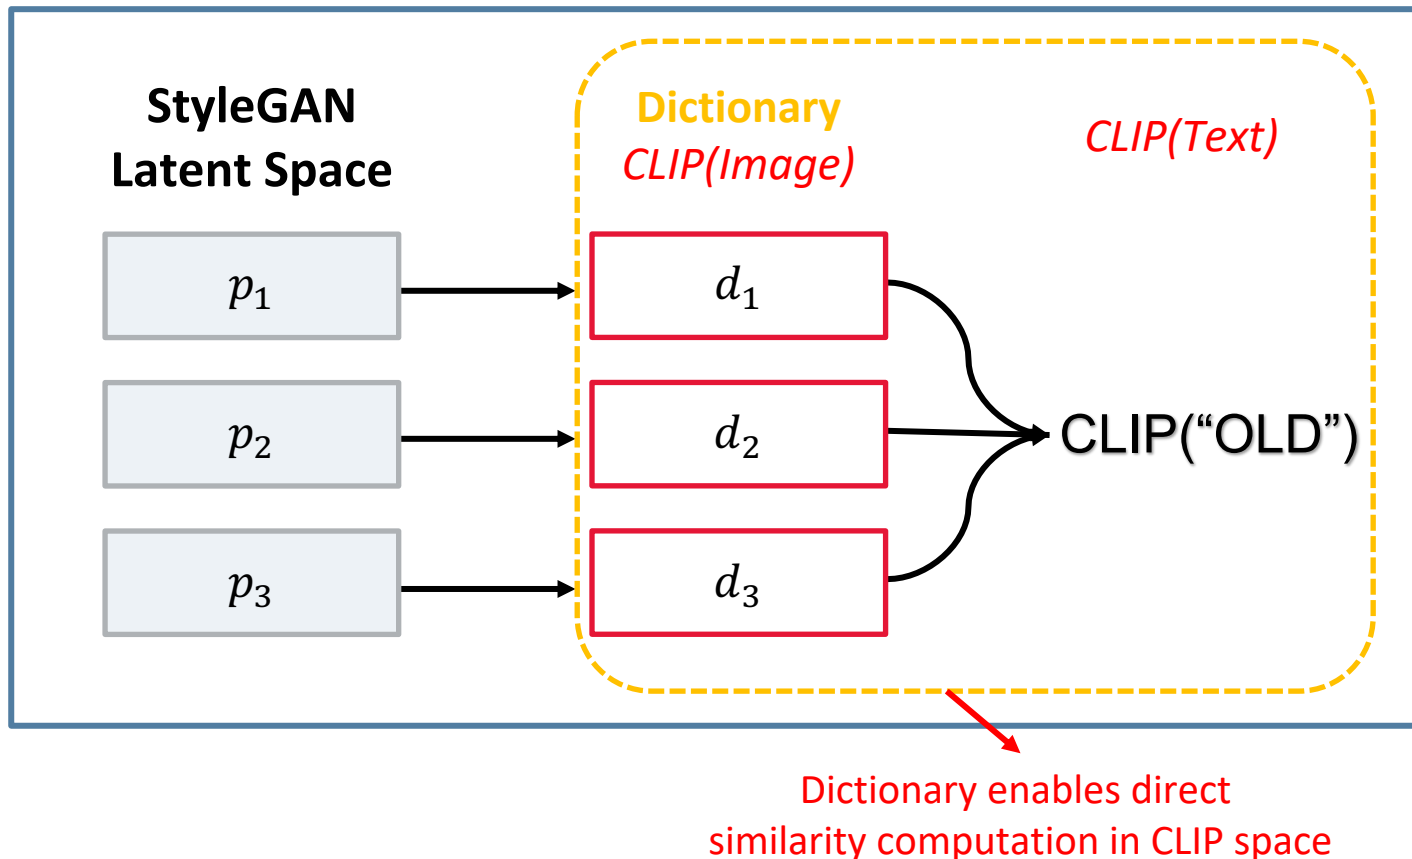 StyleGAN
Latent Space
Dictionary
CLIP(Image)
CLIP(Text)
p₁
d₁
p₂
d₂
CLIP(“OLD”)
p₃
d₃
Dictionary enables direct
similarity computation in CLIP space